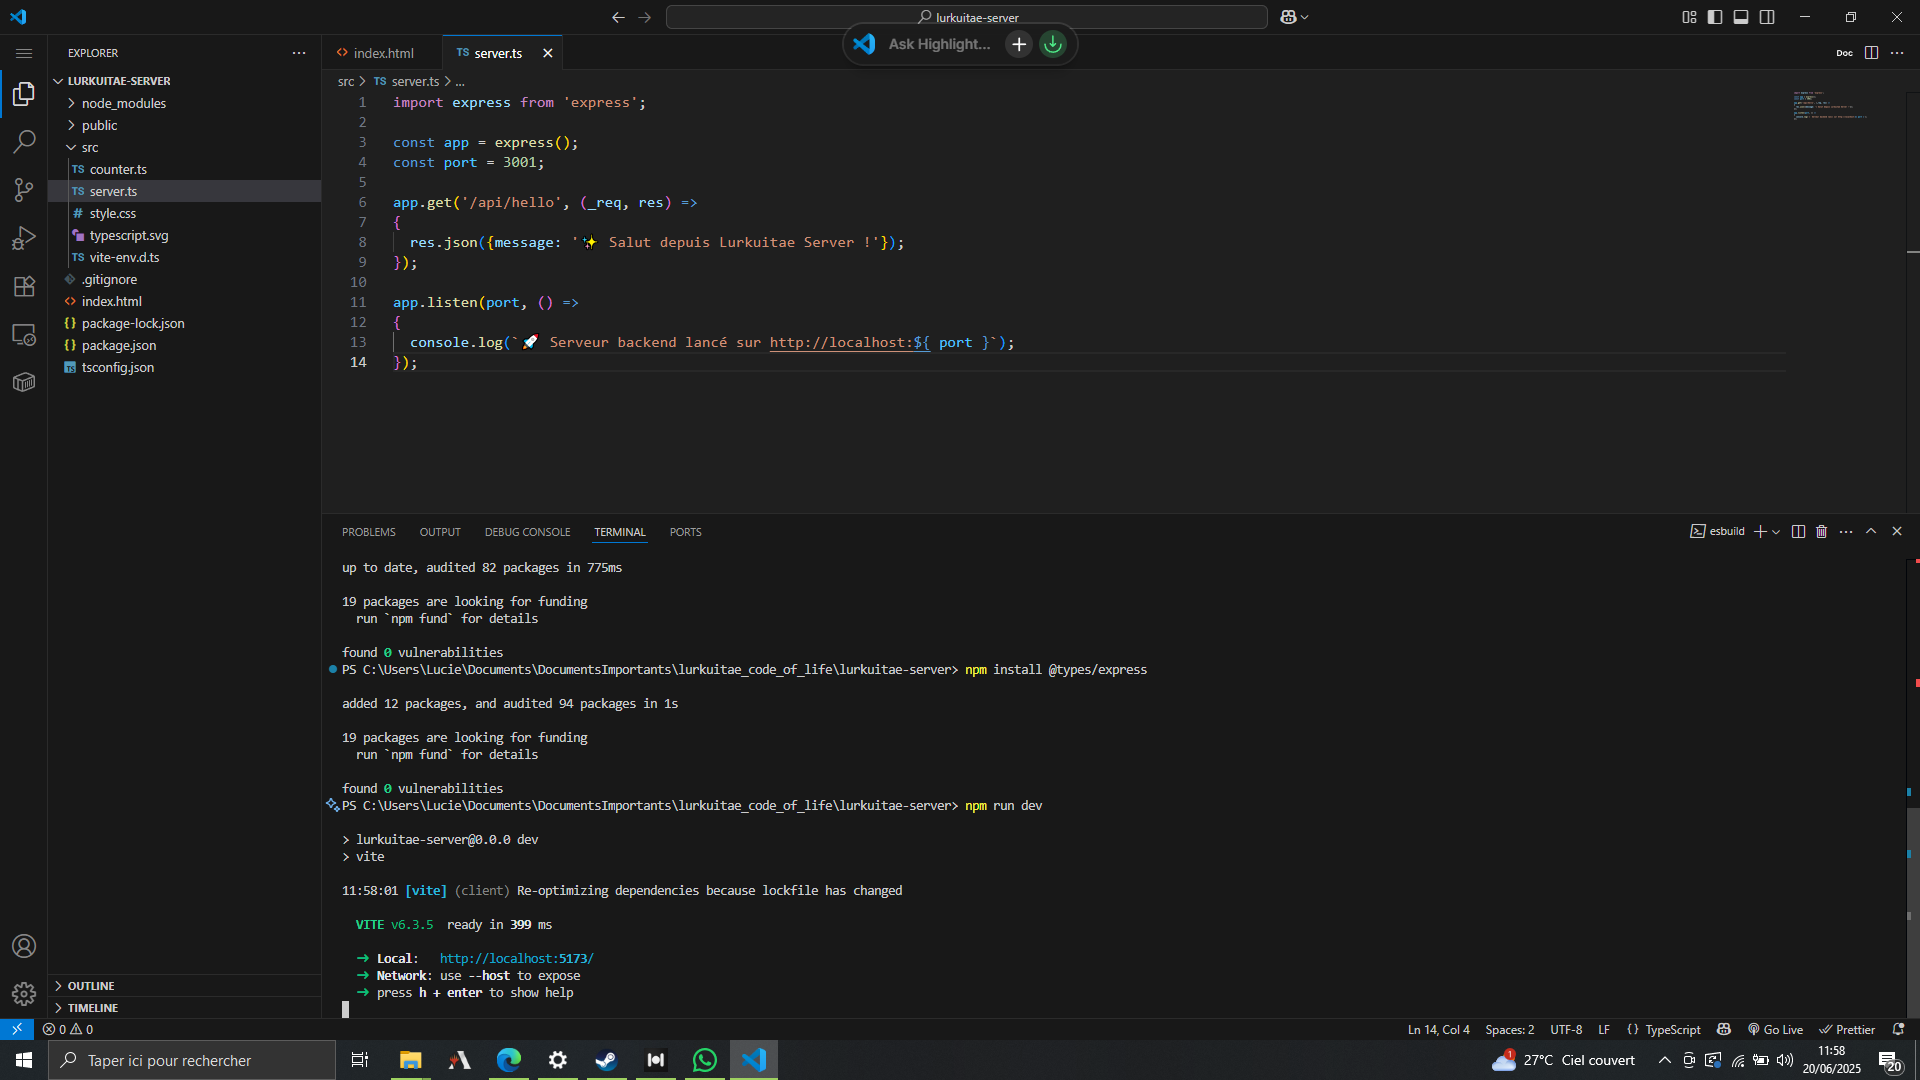 lurkuitae-server
Ask Highlight...
EXPLORER
index.html
TS server.ts
Doc
LURKUITAE-SERVER
src > TS server.ts > ...
node_modules
public
src
TS counter.ts
TS server.ts
# style.css
typescript.svg
TS vite-env.d.ts
.gitignore
<> index.html
{} package-lock.json
{} package.json
TS tsconfig.json
OUTLINE
TIMELINE
1 import express from 'express';
2
3 const app = express();
4 const port = 3001;
5
6 app.get('/api/hello', (_req, res) =>
7 {
8 res.json({message: '✨ Salut depuis Lurkuitae Server !'});
9 });
10
11 app.listen(port, () =>
12 {
13 console.log(`🚀 Serveur backend lancé sur http://localhost:${ port }`);
14 });
PROBLEMS OUTPUT DEBUG CONSOLE TERMINAL PORTS
esbuild
up to date, audited 82 packages in 775ms
19 packages are looking for funding
run `npm fund` for details
found 0 vulnerabilities
PS C:\Users\Lucie\Documents\DocumentsImportants\lurkuitae_code_of_life\lurkuitae-server> npm install @types/express
added 12 packages, and audited 94 packages in 1s
19 packages are looking for funding
run `npm fund` for details
found 0 vulnerabilities
PS C:\Users\Lucie\Documents\DocumentsImportants\lurkuitae_code_of_life\lurkuitae-server> npm run dev
> lurkuitae-server@0.0.0 dev
> vite
11:58:01 [vite] (client) Re-optimizing dependencies because lockfile has changed
VITE v6.3.5 ready in 399 ms
➜ Local: http://localhost:5173/
➜ Network: use --host to expose
➜ press h + enter to show help
0 0
Ln 14, Col 4 Spaces: 2 UTF-8 LF {} TypeScript Go Live Prettier
Taper ici pour rechercher
1
27°C Ciel couvert
11:58
20/06/2025
20